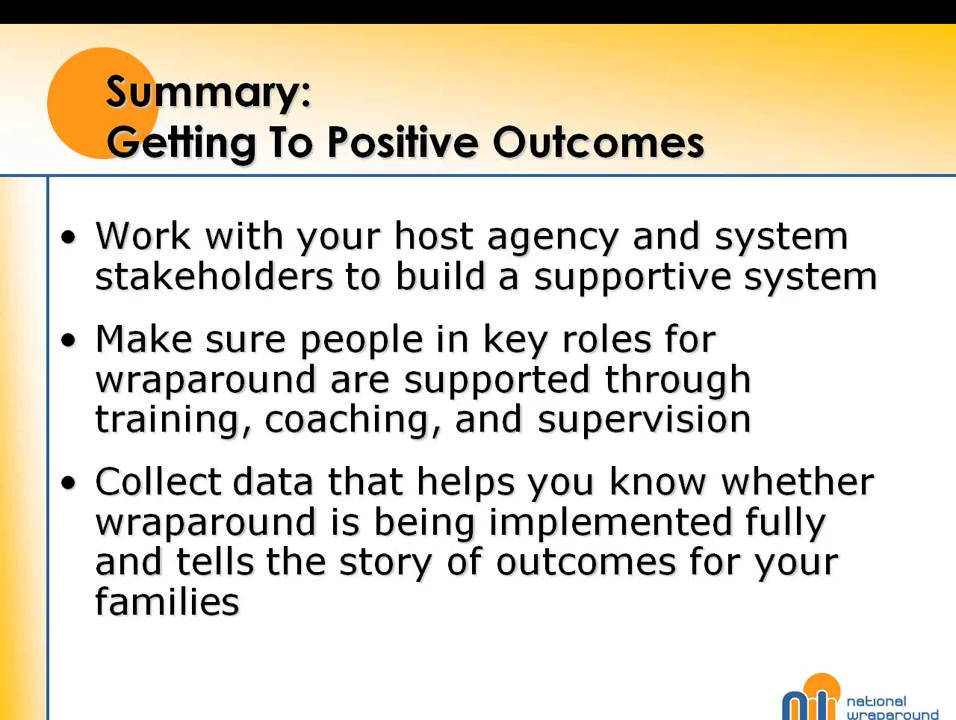 Summary:
Getting To Positive Outcomes
• Work with your host agency and system
stakeholders to build a supportive system
• Make sure people in key roles for
wraparound are supported through
training, coaching, and supervision
• Collect data that helps you know whether
wraparound is being implemented fully
and tells the story of outcomes for your
families
national
wraparound